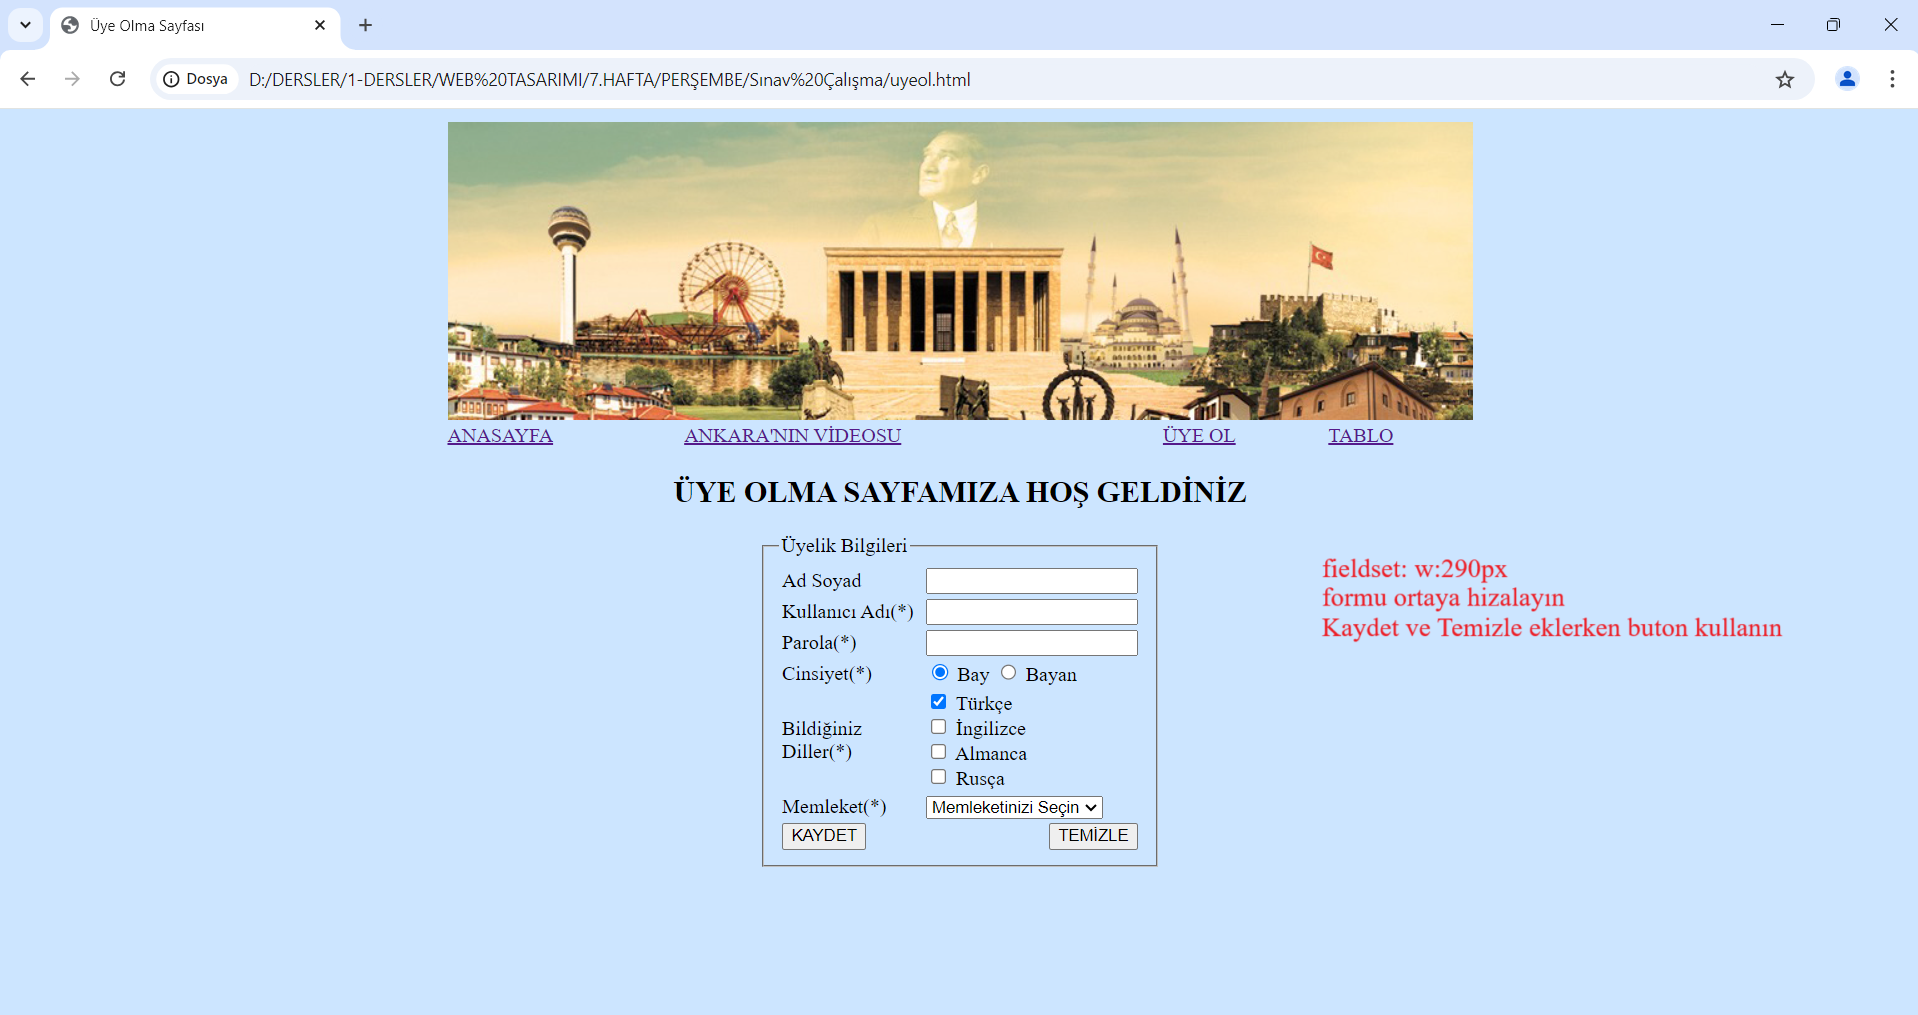 Üye Olma Sayfası
Dosya
D:/DERSLER/1-DERSLER/WEB%20TASARIMI/7.HAFTA/PERŞEMBE/Sınav%20Çalışma/uyeol.html
ANASAYFA ANKARA'NIN VİDEOSU ÜYE OL TABLO
ÜYE OLMA SAYFAMIZA HOŞ GELDİNİZ
Üyelik Bilgileri
Ad Soyad
Kullanıcı Adı(*)
Parola(*)
Cinsiyet(*) Bay Bayan
Türkçe
Bildiğiniz
Diller(*)
İngilizce
Almanca
Rusça
Memleket(*) Memleketinizi Seçin
KAYDET TEMİZLE
fieldset: w:290px
formu ortaya hizalayın
Kaydet ve Temizle eklerken buton kullanın